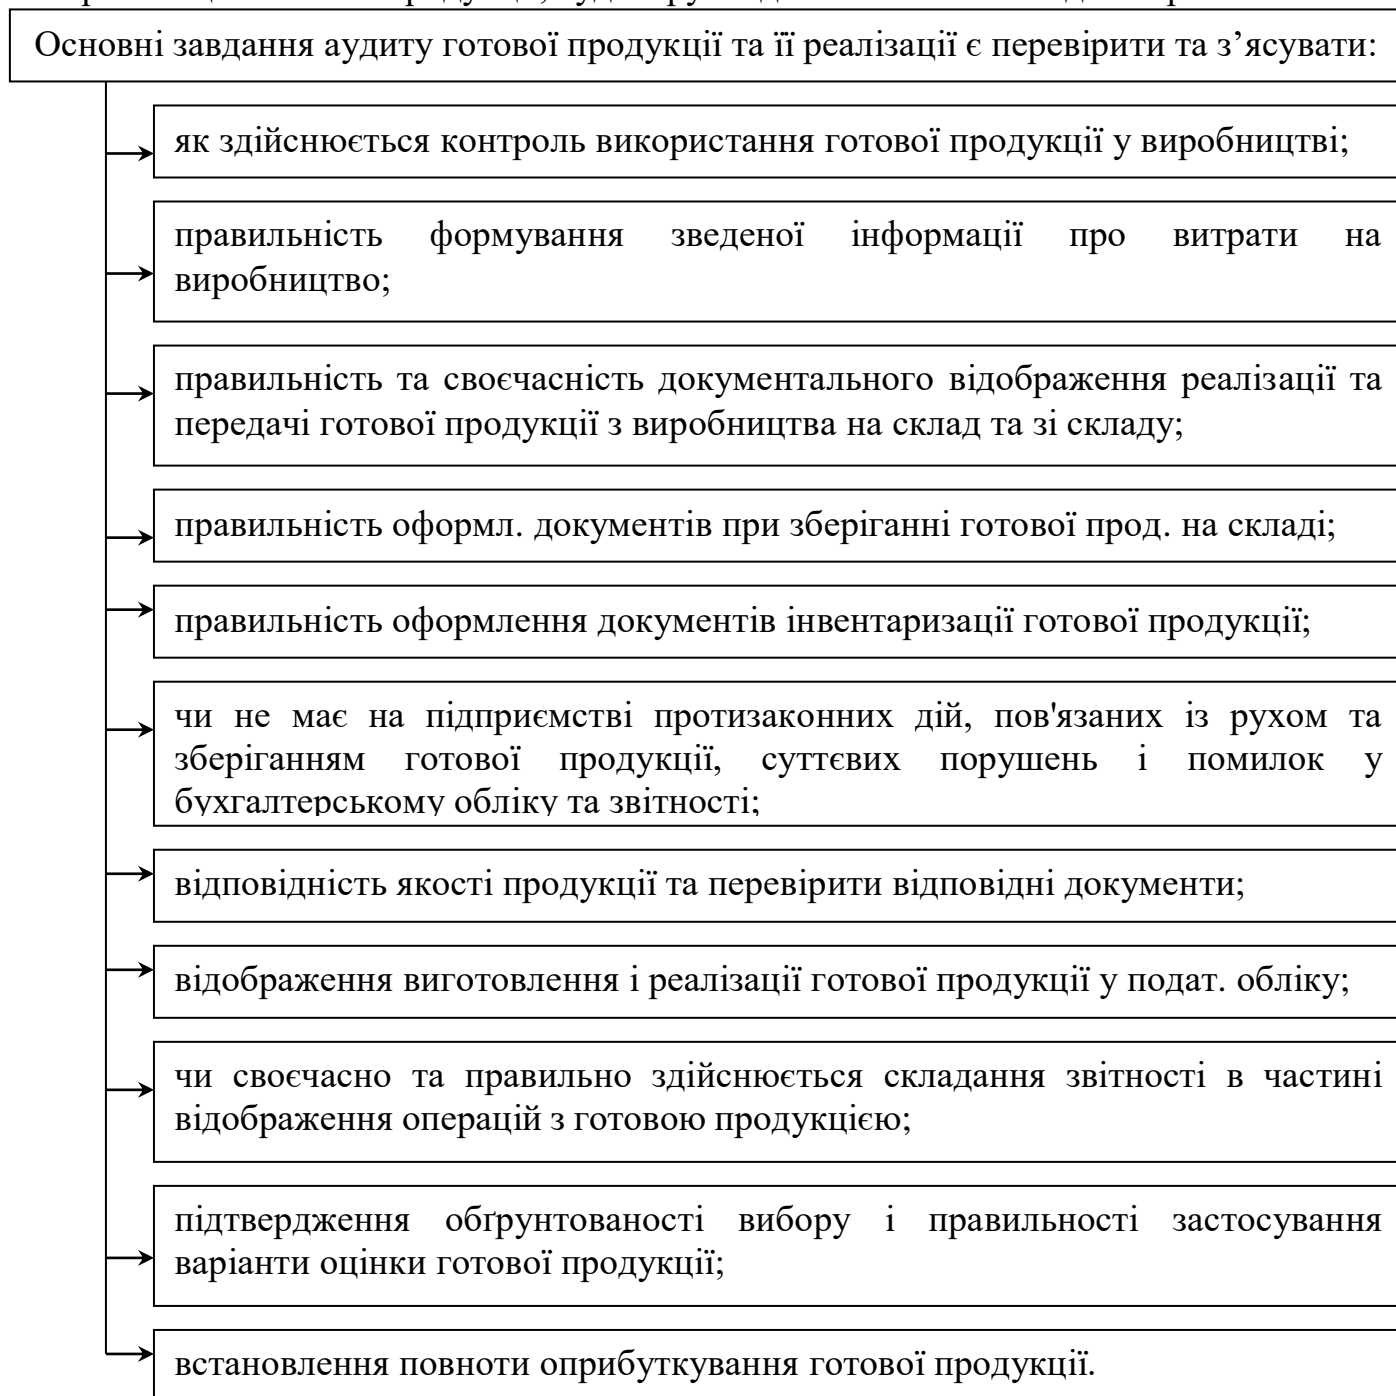 Основні завдання аудиту готової продукції та її реалізації є перевірити та з’ясувати:
як здійснюється контроль використання готової продукції у виробництві;
правильність формування зведеної інформації про витрати на
виробництво;
правильність та своєчасність документального відображення реалізації та
передачі готової продукції з виробництва на склад та зі складу;
правильність оформл. документів при зберіганні готової прод. на складі;
правильність оформлення документів інвентаризації готової продукції;
чи не має на підприємстві протизаконних дій, пов'язаних із рухом та
зберіганням готової продукції, суттєвих порушень і помилок у
бухгалтерському обліку та звітності;
відповідність якості продукції та перевірити відповідні документи;
відображення виготовлення і реалізації готової продукції у подат. обліку;
чи своєчасно та правильно здійснюється складання звітності в частині
відображення операцій з готовою продукцією;
підтвердження обґрунтованості вибору і правильності застосування
варіанти оцінки готової продукції;
встановлення повноти оприбуткування готової продукції.